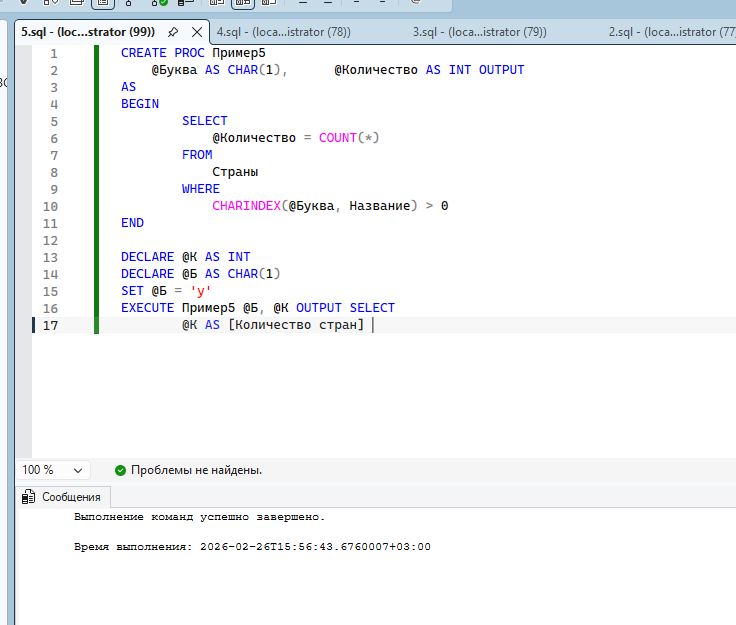 5.sql - (loc...strator (99))
4.sql - (loca...istrator (78))
3.sql - (loca...istrator (79))
2.sql - (loca...istrator (77
1 CREATE PROC Пример5
2 @Буква AS CHAR(1), @Количество AS INT OUTPUT
3 AS
4 BEGIN
5 SELECT
6 @Количество = COUNT(*)
7 FROM
8 Страны
9 WHERE
10 CHARINDEX(@Буква, Название) > 0
11 END
12
13 DECLARE @К AS INT
14 DECLARE @Б AS CHAR(1)
15 SET @Б = 'у'
16 EXECUTE Пример5 @Б, @К OUTPUT SELECT
17 @К AS [Количество стран]
100 %
Проблемы не найдены.
Сообщения
Выполнение команд успешно завершено.
Время выполнения: 2026-02-26T15:56:43.6760007+03:00